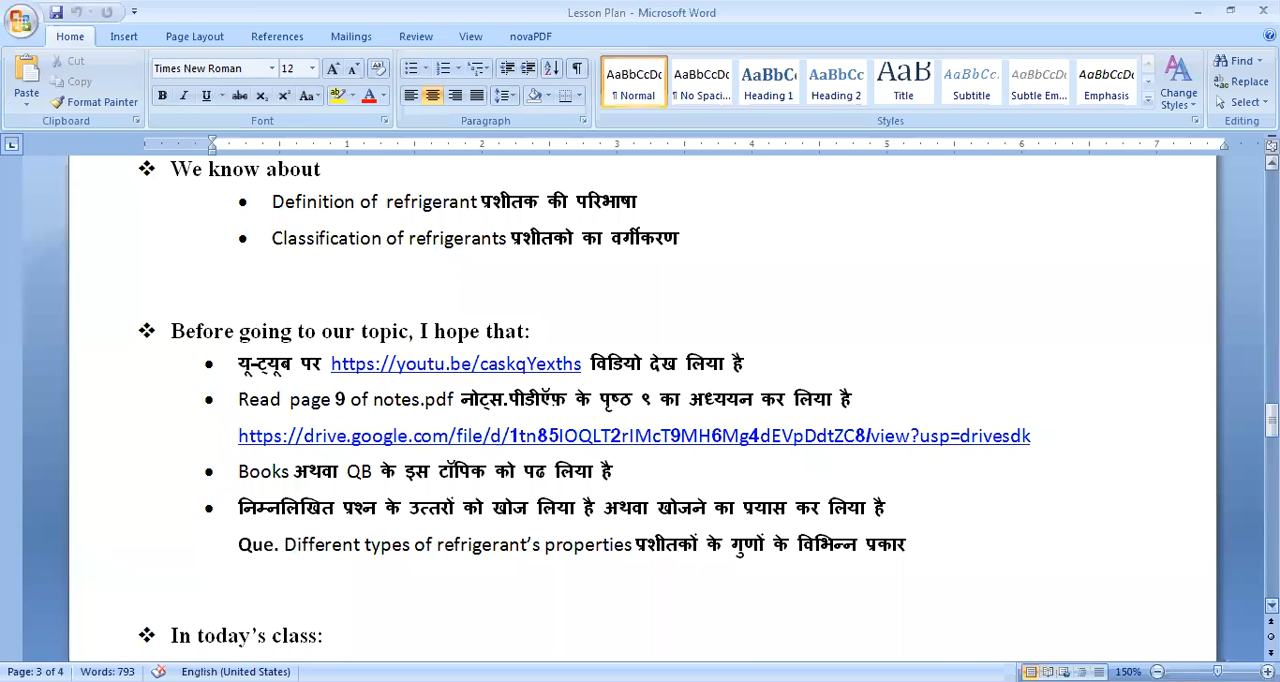 Lesson Plan - Microsoft Word
Home Insert Page Layout References Mailings Review View novaPDF
Paste Cut Copy Format Painter
Times New Roman 12
AaBbCcDc AaBbCcDc AaBbC AaBbCc AaB AaBbCc. AaBbCcDc AaBbCcDc
¶ Normal ¶ No Spaci... Heading 1 Heading 2 Title Subtitle Subtle Em... Emphasis
Change Styles
Find Replace Select
Clipboard Font Paragraph Styles Editing
1 2 3 4 5 6 7
❖ We know about
• Definition of refrigerant प्रशीतक की परिभाषा
• Classification of refrigerants प्रशीतको का वर्गीकरण
❖ Before going to our topic, I hope that:
• यू-ट्यूब पर https://youtu.be/caskqYexths विडियो देख लिया है
• Read page 9 of notes.pdf नोट्स.पीडीऍफ़ के पृष्ठ ९ का अध्ययन कर लिया है
https://drive.google.com/file/d/1tn85IOQLT2rIMcT9MH6Mg4dEVpDdtZC8/view?usp=drivesdk
• Books अथवा QB के इस टॉपिक को पढ लिया है
• निम्नलिखित प्रश्न के उत्तरों को खोज लिया है अथवा खोजने का प्रयास कर लिया है
Que. Different types of refrigerant’s properties प्रशीतकों के गुणों के विभिन्न प्रकार
❖ In today’s class:
Page: 3 of 4 Words: 793 English (United States) 150%